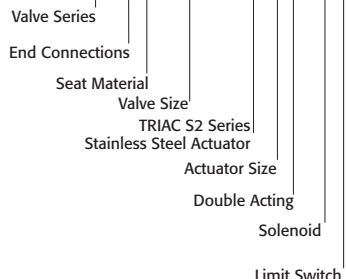 Valve Series
End Connections
Seat Material
Valve Size
TRIAC S2 Series
Stainless Steel Actuator
Actuator Size
Double Acting
Solenoid
Limit Switch